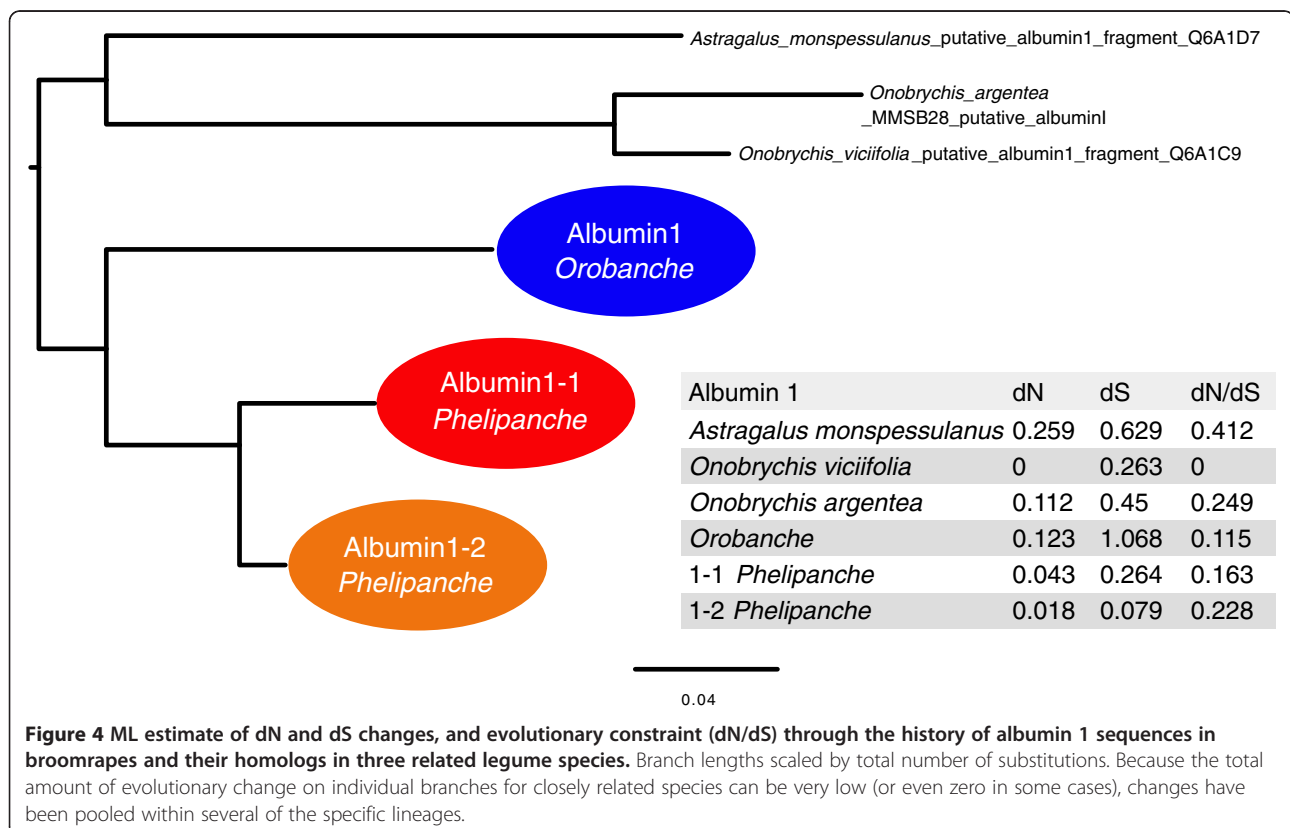 Astragalus_monspessulanus_putative_albumin1_fragment_Q6A1D7
Onobrychis_argentea
_MMSB28_putative_albuminI
Onobrychis_viciifolia_putative_albumin1_fragment_Q6A1C9
Albumin1
Orobanche
Albumin1-1
Phelipanche
Albumin1-2
Phelipanche
Albumin 1 dN dS dN/dS
Astragalus monspessulanus 0.259 0.629 0.412
Onobrychis viciifolia 0 0.263 0
Onobrychis argentea 0.112 0.45 0.249
Orobanche 0.123 1.068 0.115
1-1 Phelipanche 0.043 0.264 0.163
1-2 Phelipanche 0.018 0.079 0.228
0.04
Figure 4 ML estimate of dN and dS changes, and evolutionary constraint (dN/dS) through the history of albumin 1 sequences in
broomrapes and their homologs in three related legume species. Branch lengths scaled by total number of substitutions. Because the total
amount of evolutionary change on individual branches for closely related species can be very low (or even zero in some cases), changes have
been pooled within several of the specific lineages.